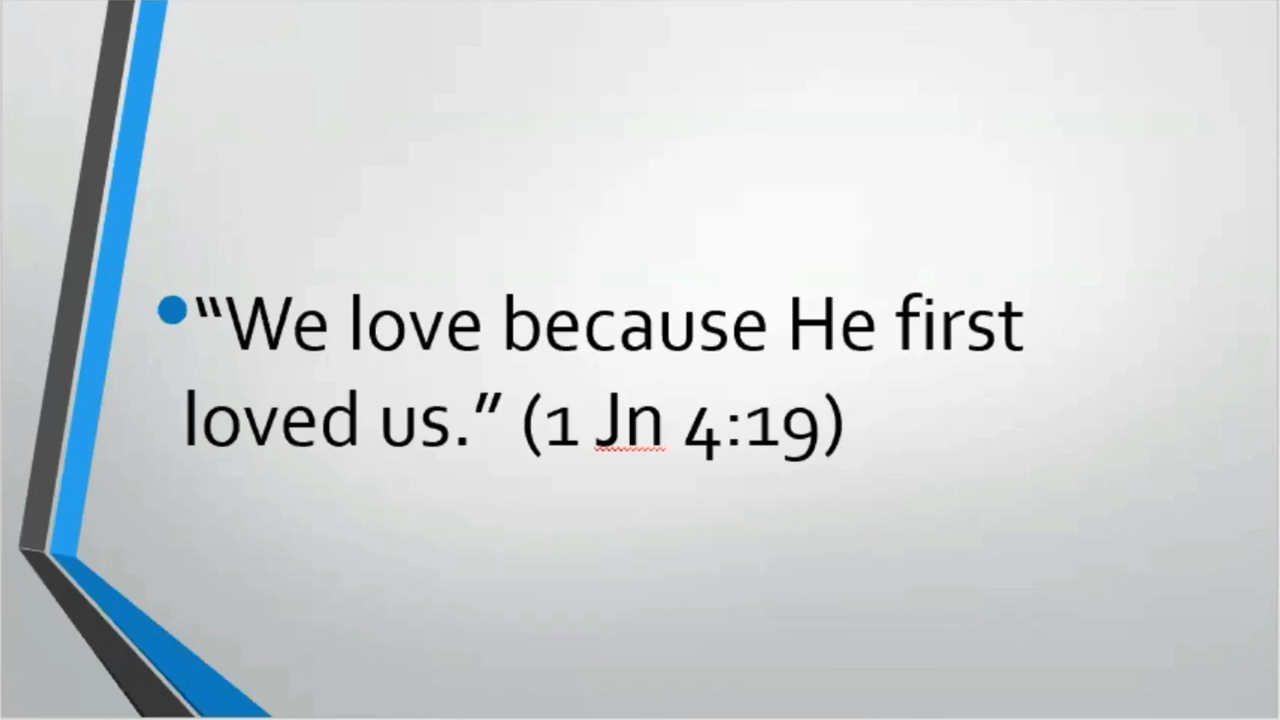 •“We love because He first
loved us.” (1 Jn 4:19)